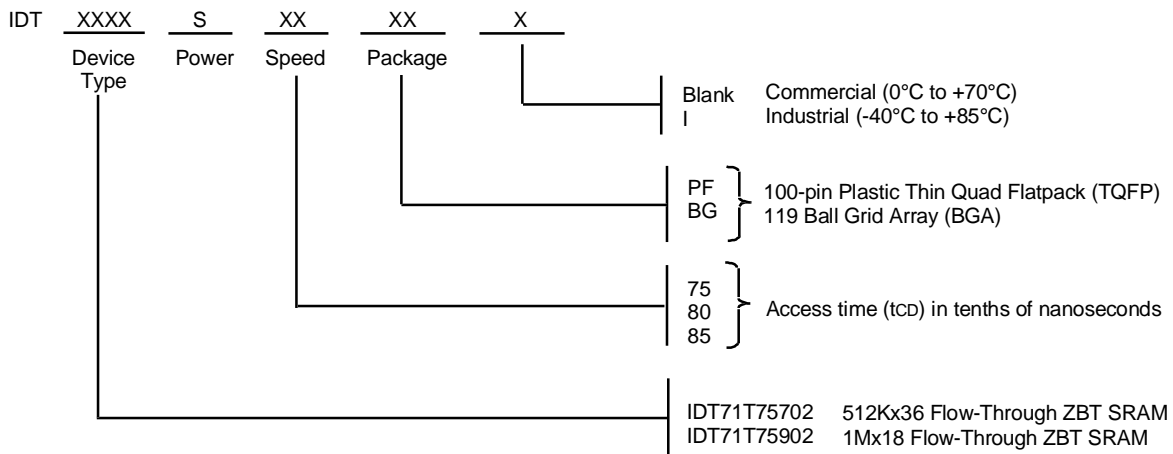 IDT XXXX S XX XX X
Device Type Power Speed Package
Blank Commercial (0°C to +70°C)
I Industrial (-40°C to +85°C)
PF 100-pin Plastic Thin Quad Flatpack (TQFP)
BG 119 Ball Grid Array (BGA)
75
80 Access time (tCD) in tenths of nanoseconds
85
IDT71T75702 512Kx36 Flow-Through ZBT SRAM
IDT71T75902 1Mx18 Flow-Through ZBT SRAM